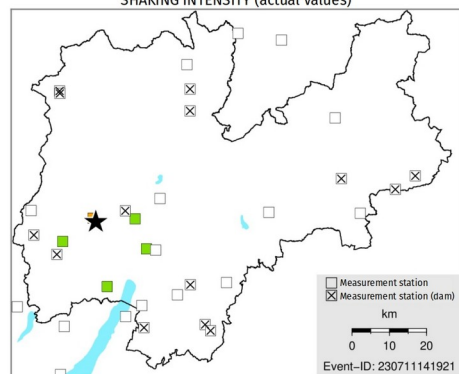 SHAKING INTENSITY (actual values)
Measurement station
Measurement station (dam)
km
0 10 20
Event-ID: 230711141921